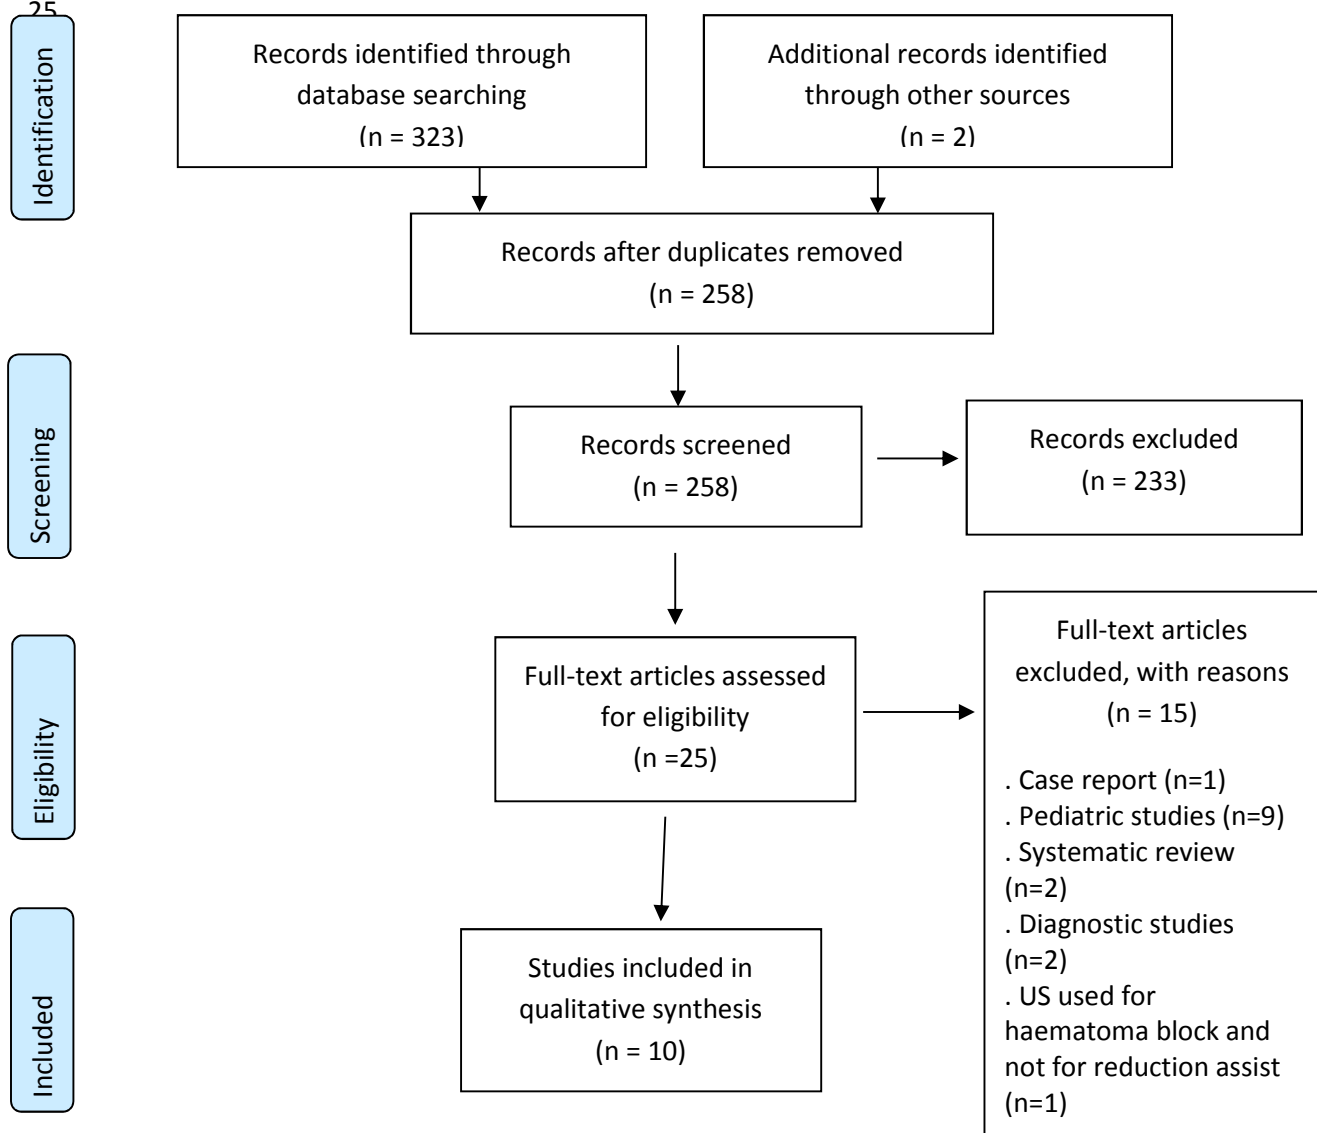 25
Identification
Records identified through
database searching
(n = 323)
Additional records identified
through other sources
(n = 2)
Records after duplicates removed
(n = 258)
Screening
Records screened
(n = 258)
Records excluded
(n = 233)
Eligibility
Full-text articles assessed
for eligibility
(n =25)
Full-text articles
excluded, with reasons
(n = 15)
. Case report (n=1)
. Pediatric studies (n=9)
. Systematic review
(n=2)
. Diagnostic studies
(n=2)
. US used for
haematoma block and
not for reduction assist
(n=1)
Included
Studies included in
qualitative synthesis
(n = 10)